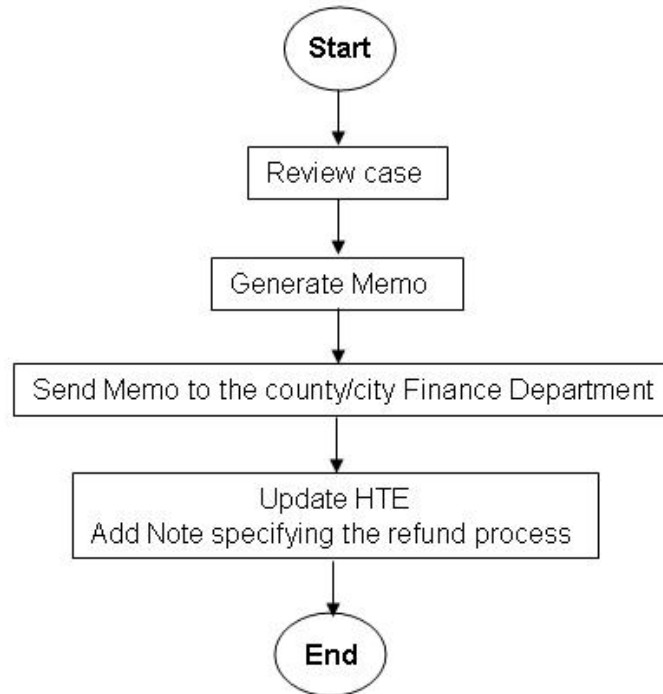 Start
Review case
Generate Memo
Send Memo to the county/city Finance Department
Update HTE
Add Note specifying the refund process
End